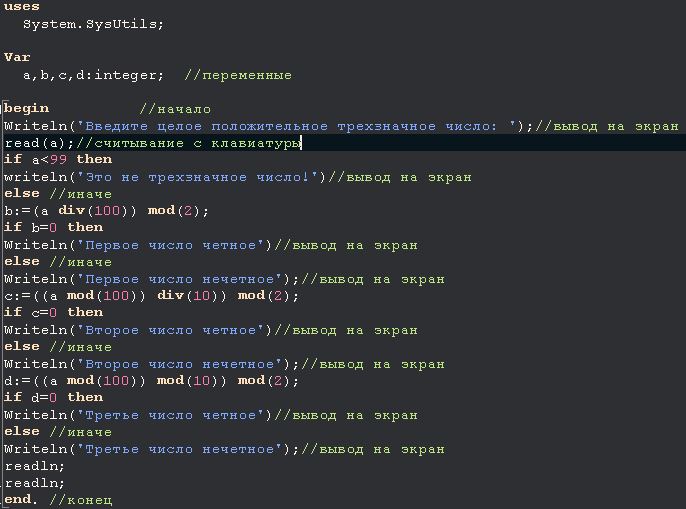 uses
System.SysUtils;
Var
a,b,c,d:integer; //переменные
begin //начало
Writeln('Введите целое положительное трехзначное число: ');//вывод на экран
read(a);//считывание с клавиатуры
if a<99 then
writeln('Это не трехзначное число!')//вывод на экран
else //иначе
b:=(a div(100)) mod(2);
if b=0 then
Writeln('Первое число четное')//вывод на экран
else //иначе
Writeln('Первое число нечетное');//вывод на экран
c:=((a mod(100)) div(10)) mod(2);
if c=0 then
Writeln('Второе число четное')//вывод на экран
else //иначе
Writeln('Второе число нечетное');//вывод на экран
d:=((a mod(100)) mod(10)) mod(2);
if d=0 then
Writeln('Третье число четное')//вывод на экран
else //иначе
Writeln('Третье число нечетное');//вывод на экран
readln;
readln;
end. //конец